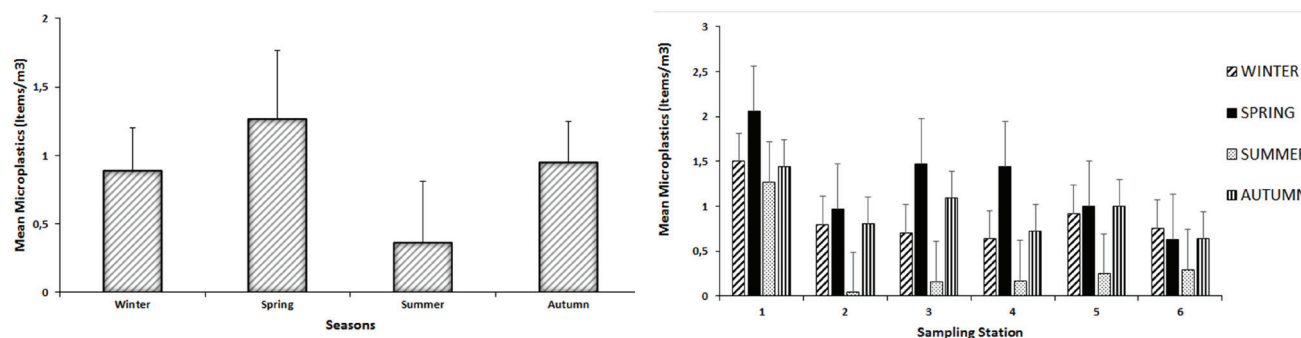 Mean Microplastics (Items/m3)
2
1,5
1
0,5
0
Winter Spring Summer Autumn
Seasons
Mean Microplastics (Items/m3)
3
2,5
2
1,5
1
0,5
0
1 2 3 4 5 6
Sampling Station
WINTER
SPRING
SUMMER
AUTUMN